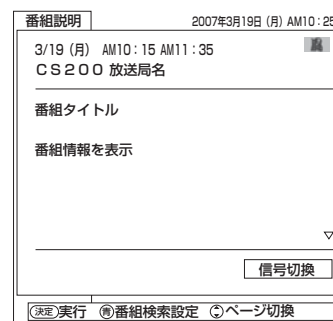 番組説明 2007年3月19日 (月) AM10:25
3/19 (月) AM10:15 AM11:35
CS200 放送局名
番組タイトル
番組情報を表示
▽
信号切換
決定 実行 青 番組検索設定 ページ切換